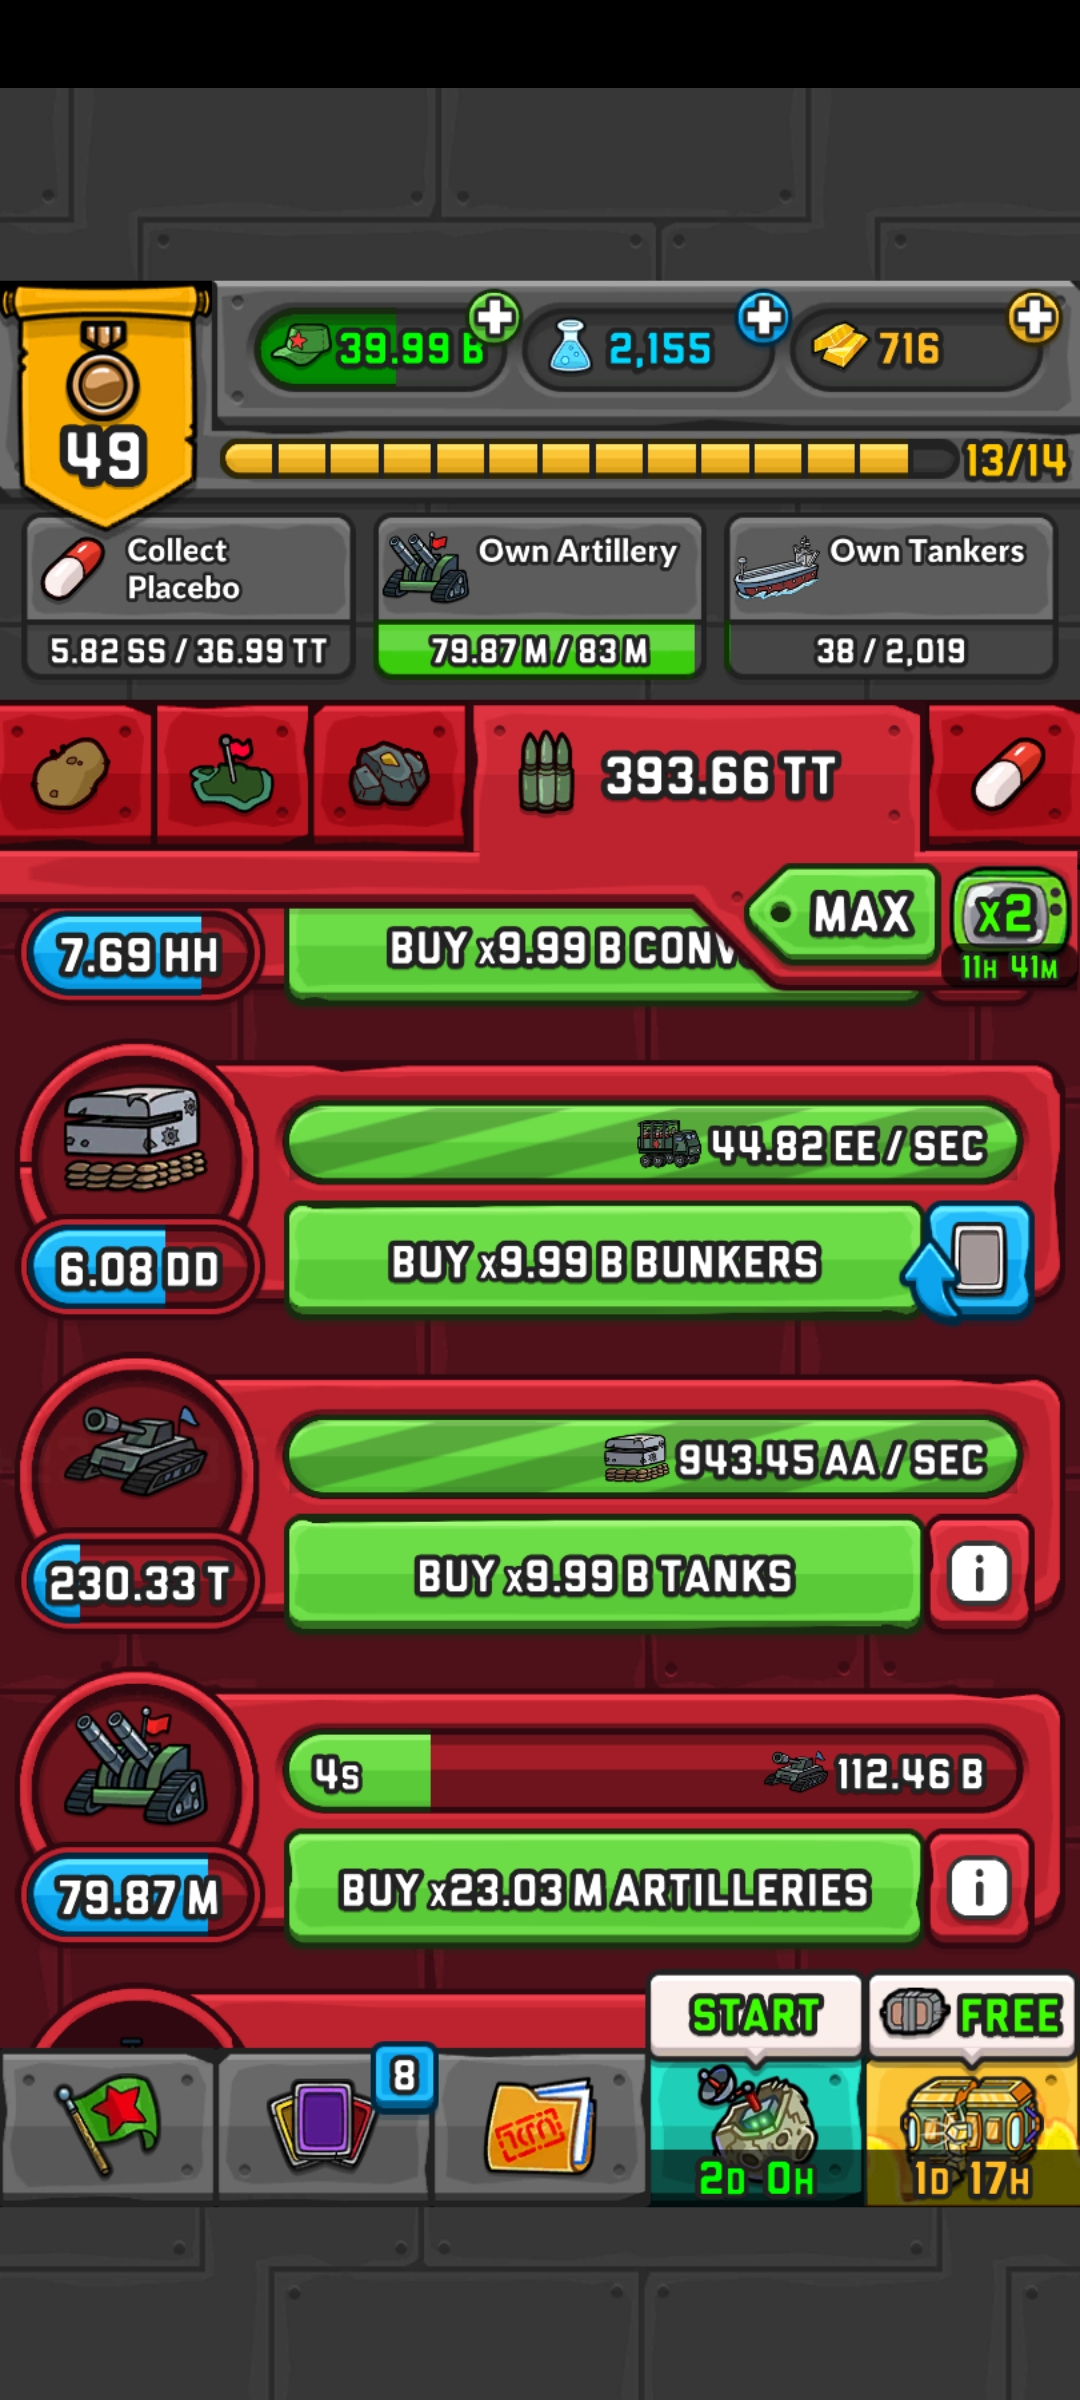 39.99 B
2,155
716
49
13/14
Collect
Placebo
5.82 SS / 36.99 TT
Own Artillery
79.87 M / 83 M
Own Tankers
38 / 2,019
393.66 TT
MAX
x2
11H 41M
7.69 HH
BUY x9.99 B CONV
44.82 EE / SEC
6.08 DD
BUY x9.99 B BUNKERS
943.45 AA / SEC
230.33 T
BUY x9.99 B TANKS
i
4s
112.46 B
79.87 M
BUY x23.03 M ARTILLERIES
i
START
FREE
8
2D 0H
1D 17H